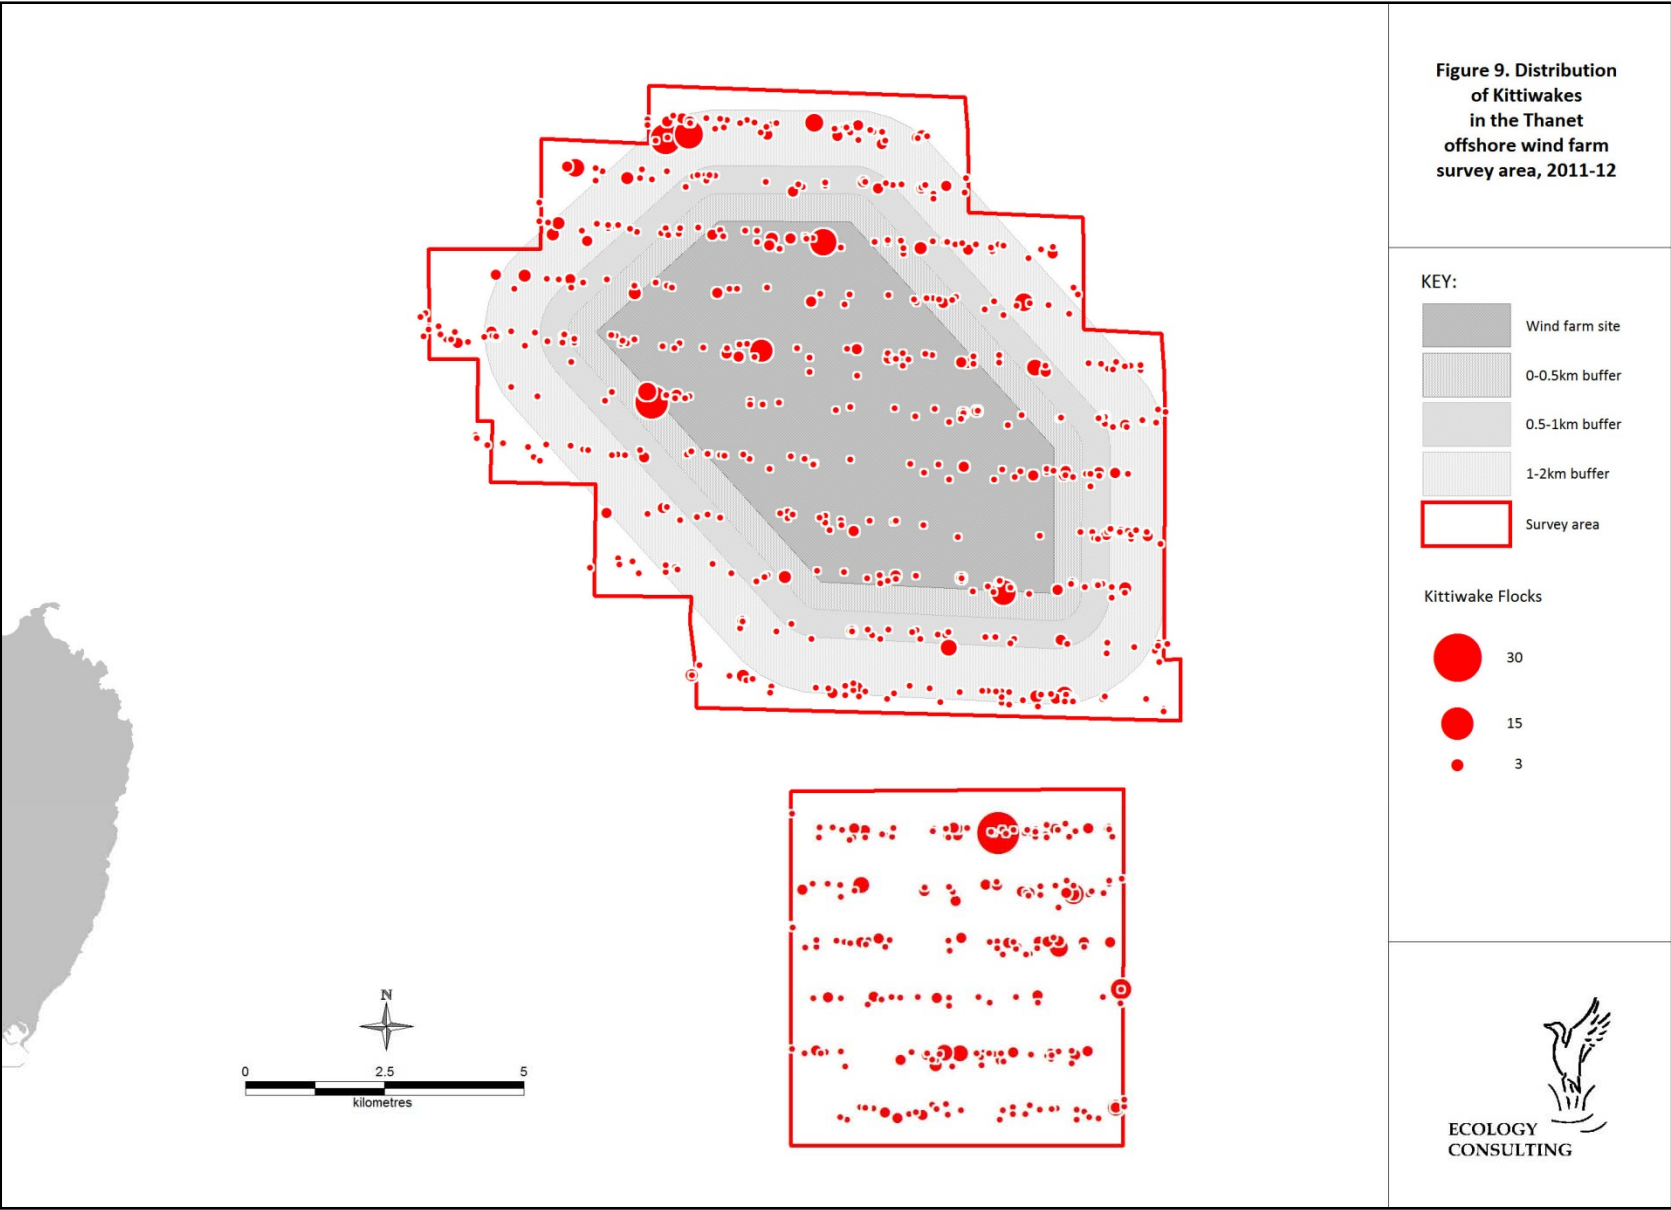 Figure 9. Distribution
of Kittiwakes
in the Thanet
offshore wind farm
survey area, 2011-12
KEY:
Wind farm site
0-0.5km buffer
0.5-1km buffer
1-2km buffer
Survey area
Kittiwake Flocks
30
15
3
N
0 2.5 5
kilometres
ECOLOGY
CONSULTING